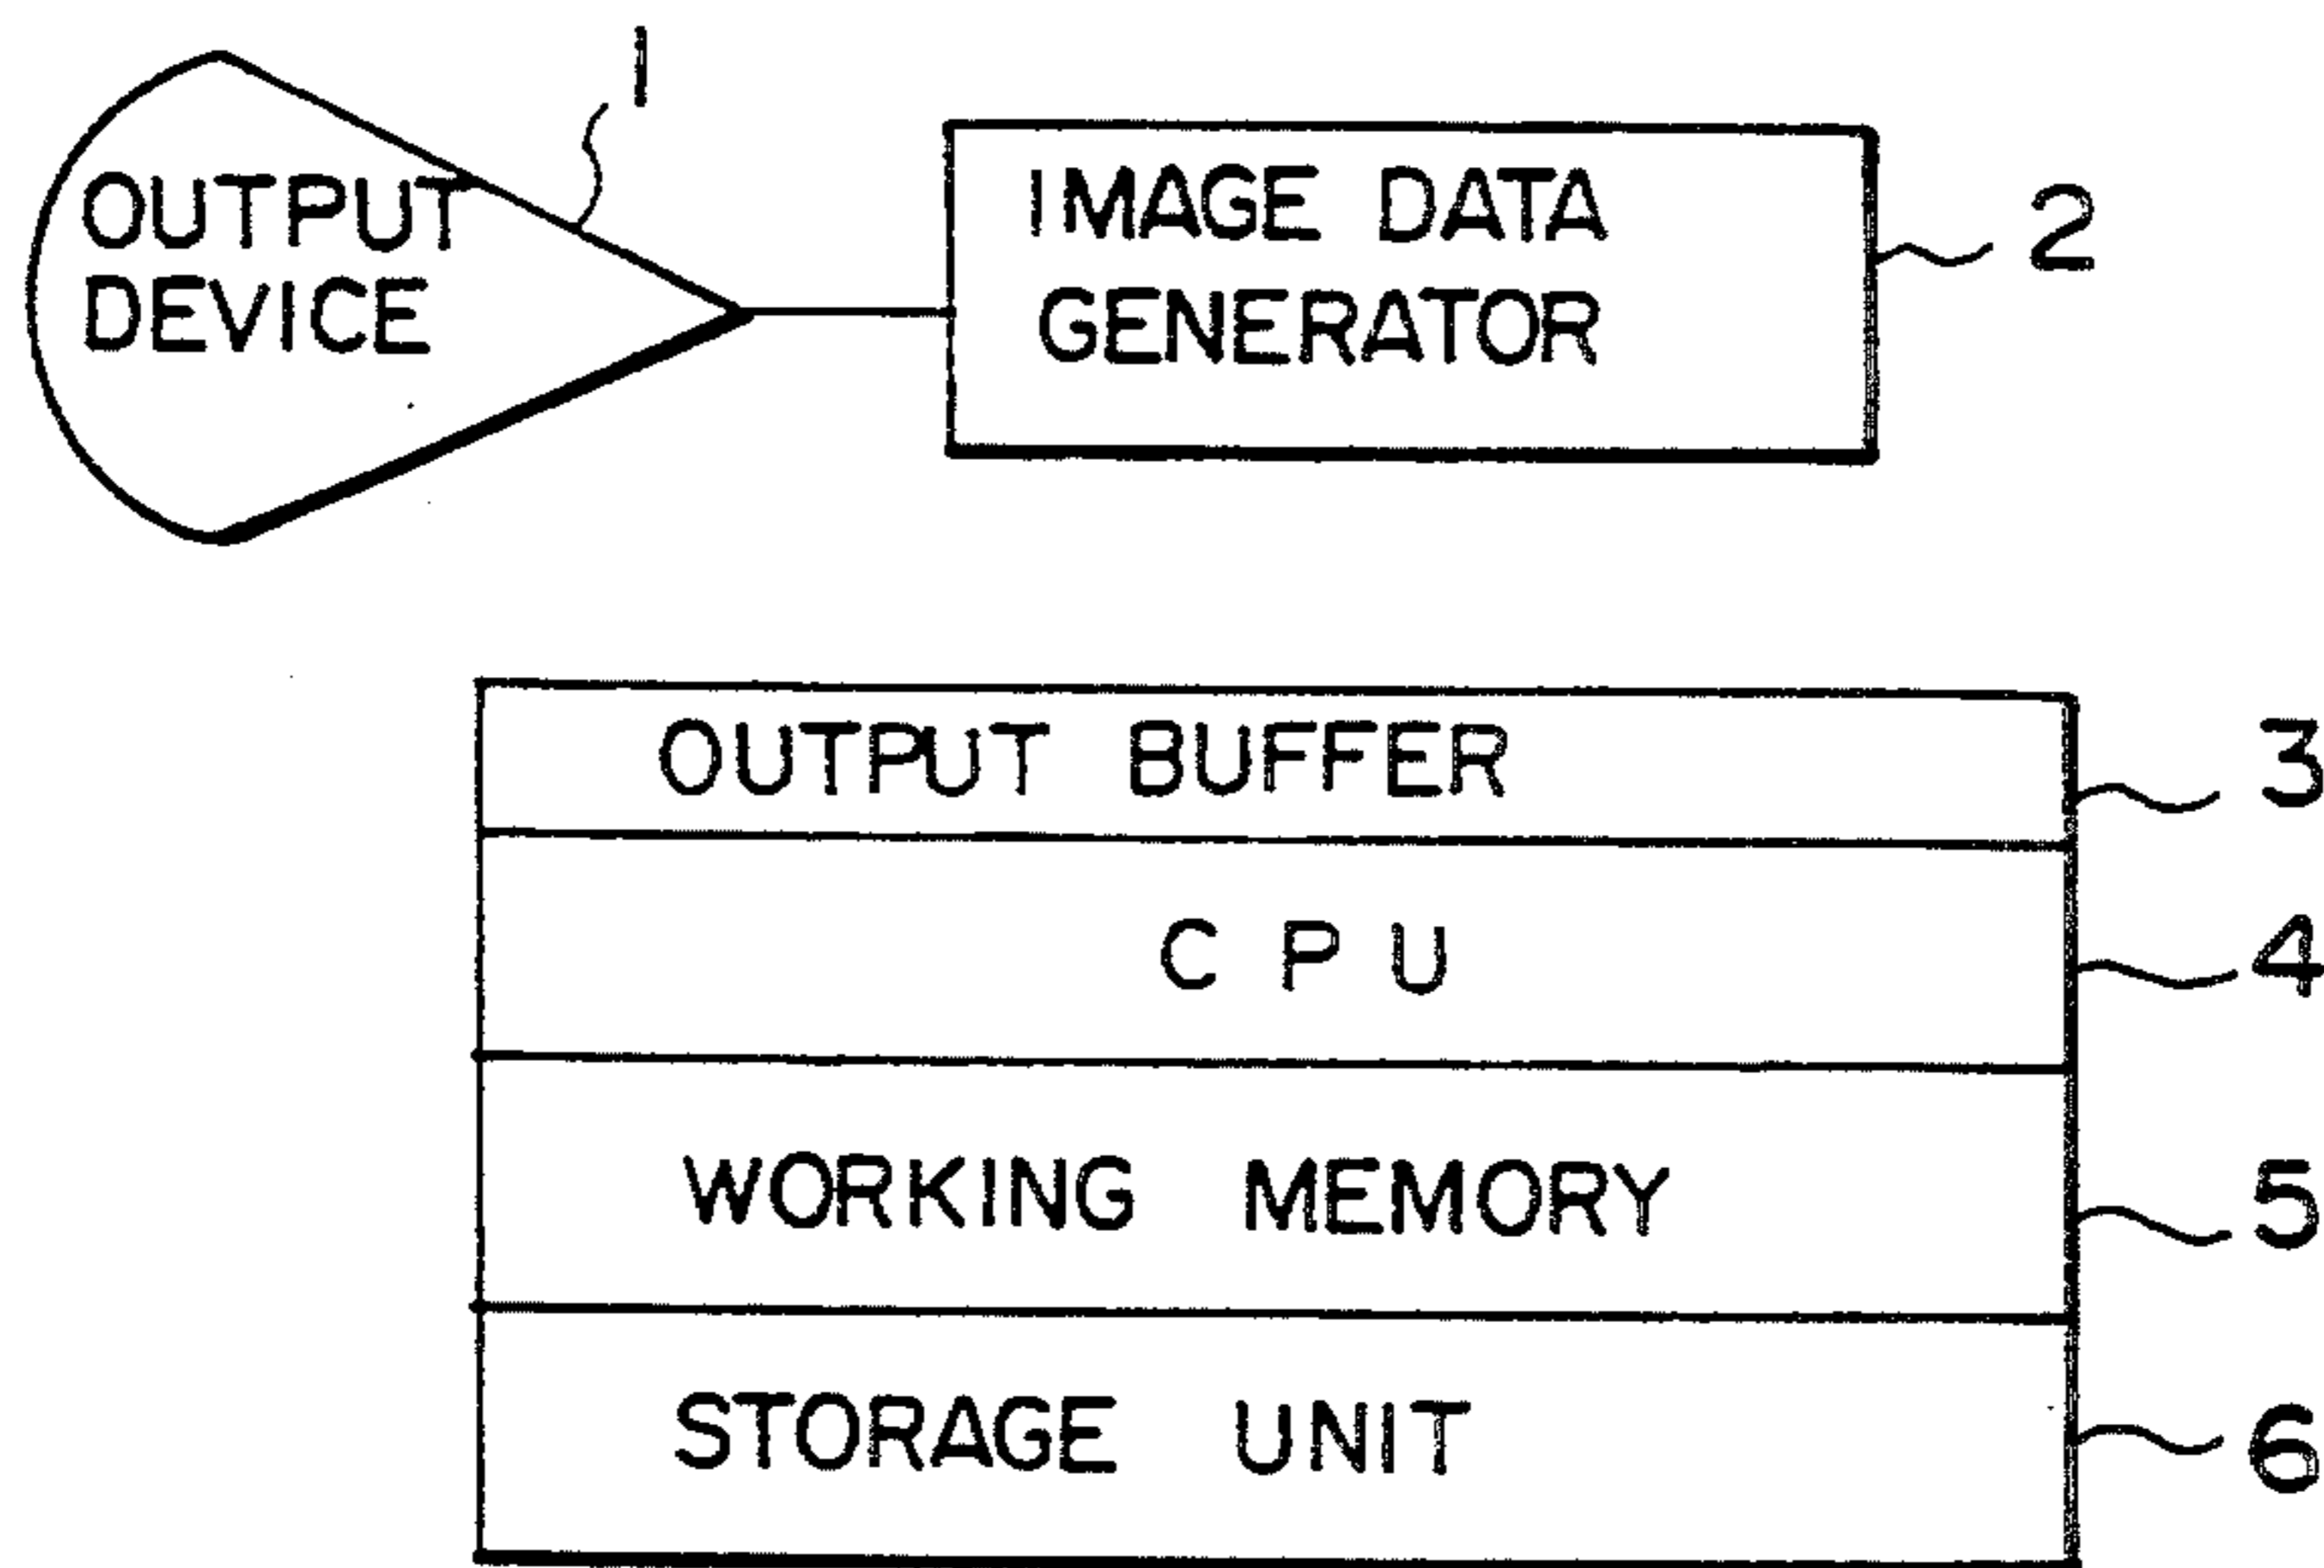 1
OUTPUT
DEVICE
IMAGE DATA
GENERATOR
2
OUTPUT BUFFER
3
CPU
4
WORKING MEMORY
5
STORAGE UNIT
6